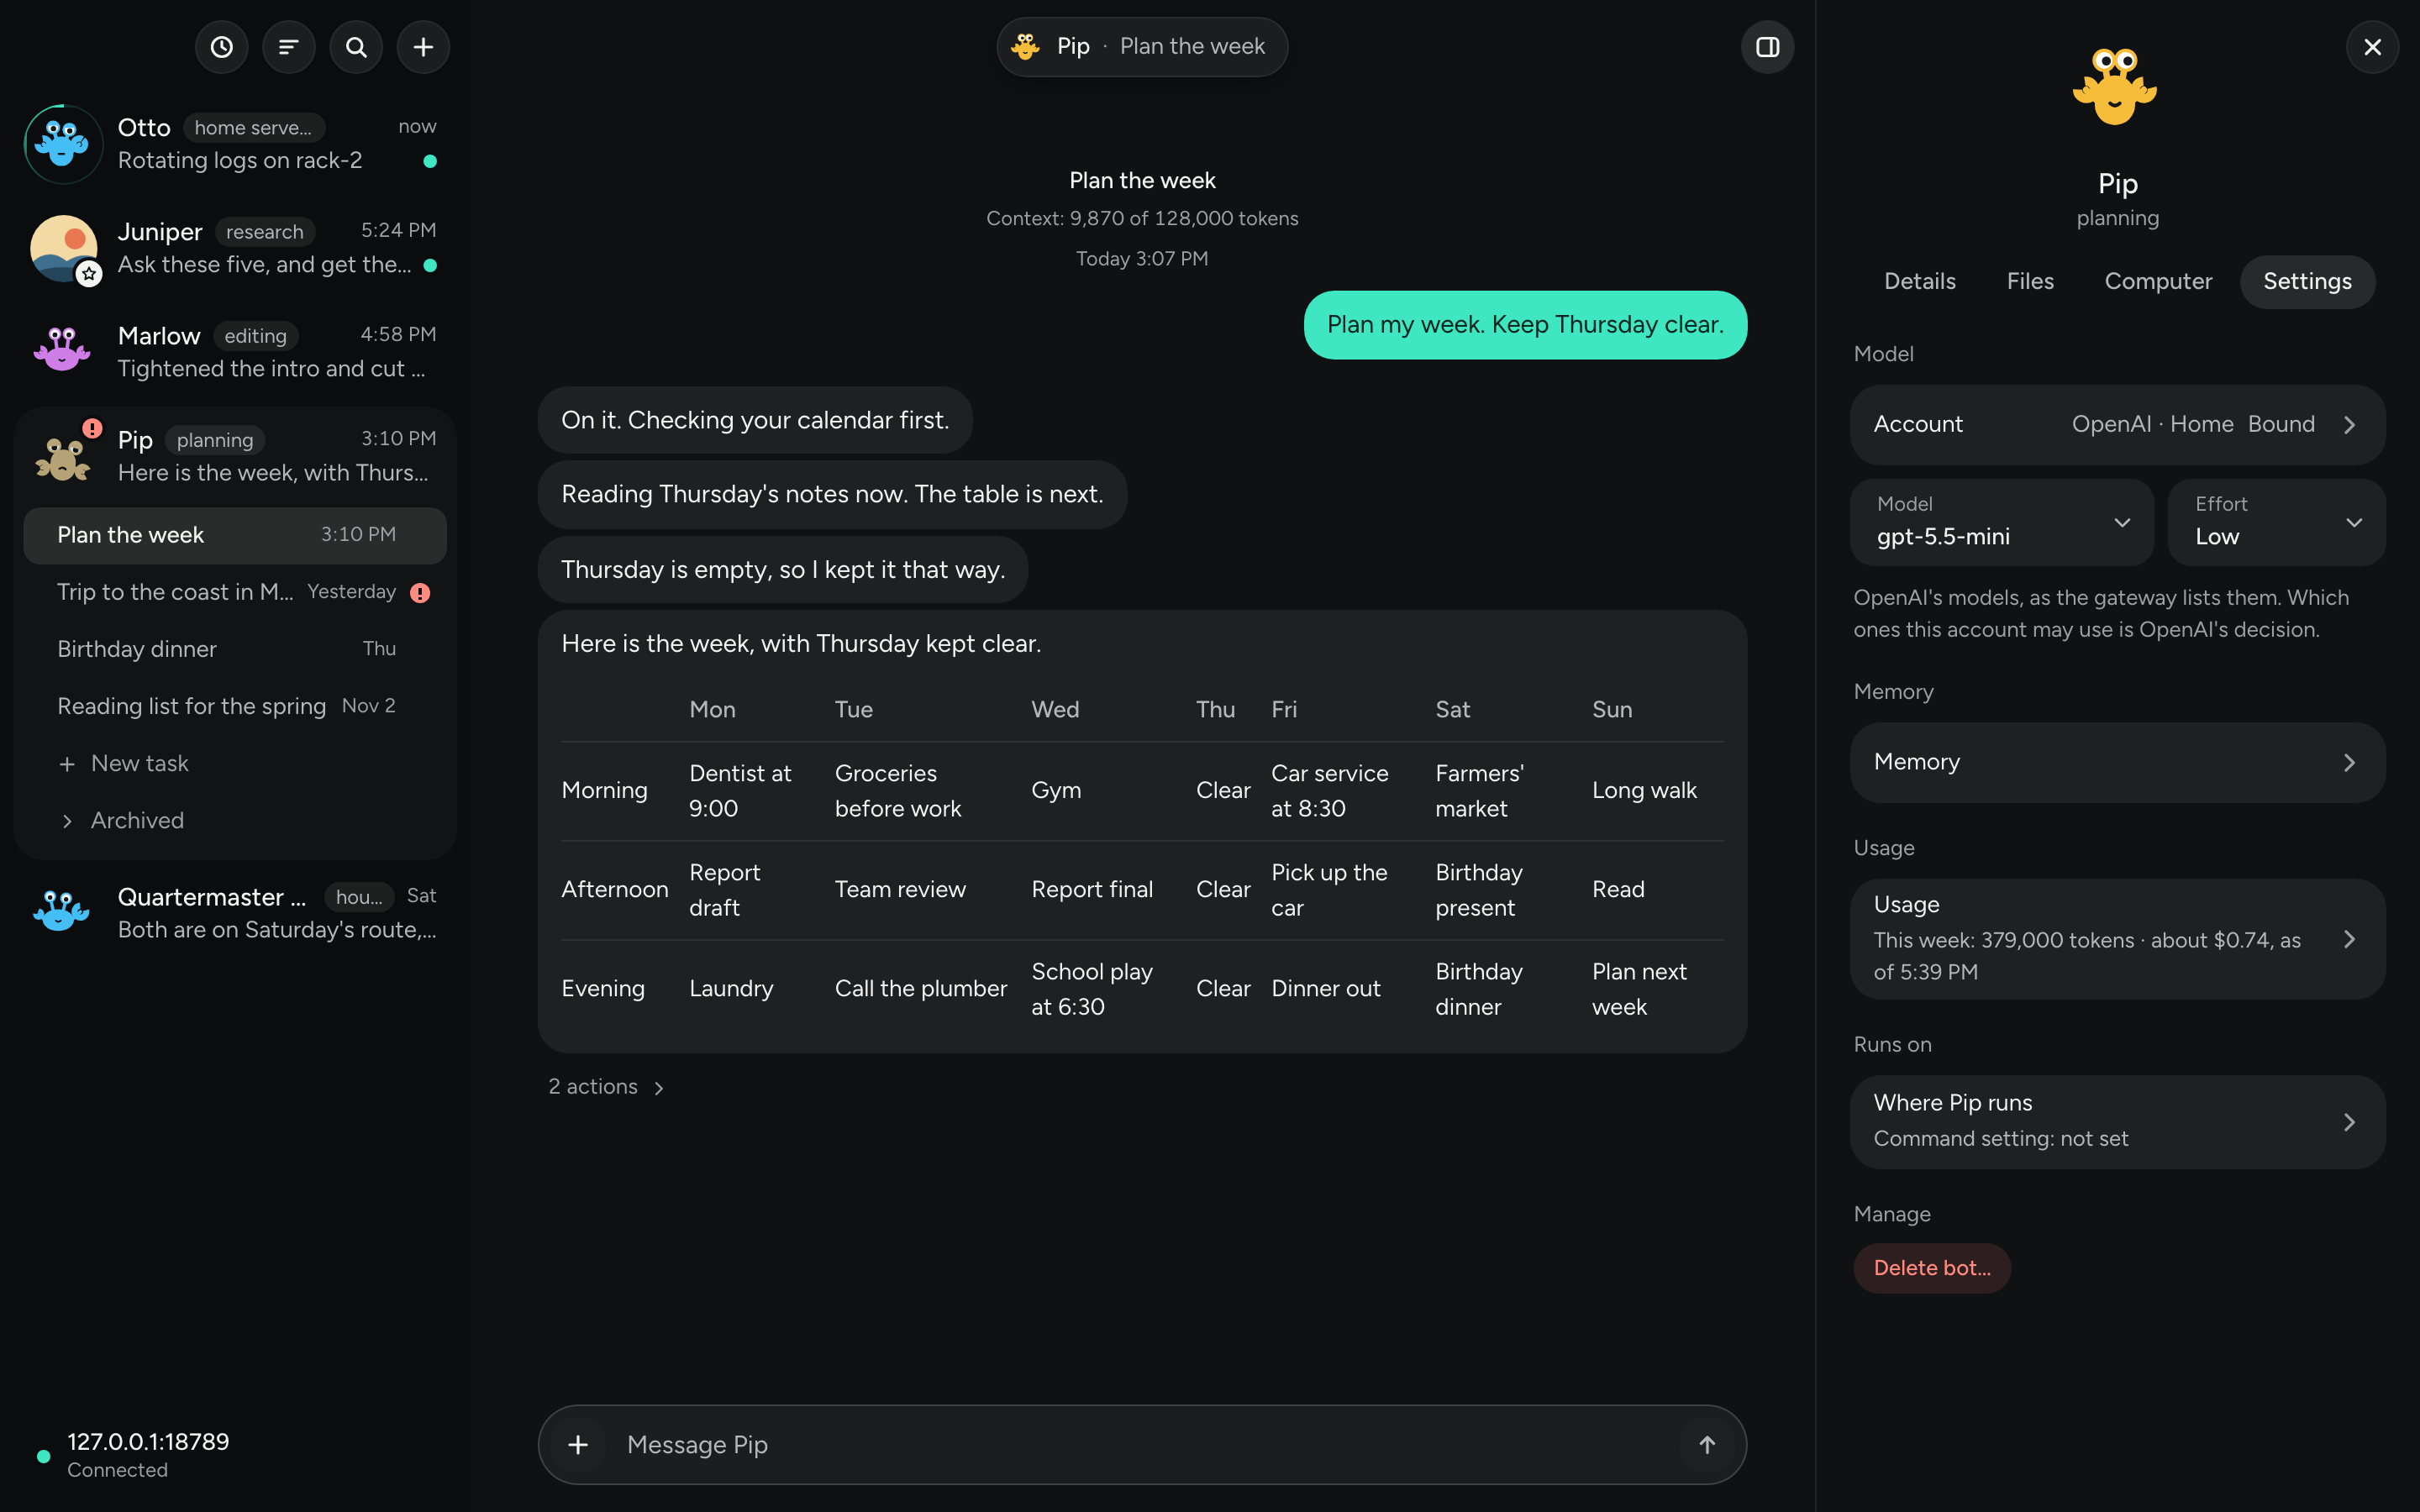 Otto home serve... now
Rotating logs on rack-2
Juniper research 5:24 PM
Ask these five, and get the...
Marlow editing 4:58 PM
Tightened the intro and cut ...
Pip planning 3:10 PM
Here is the week, with Thurs...
Plan the week 3:10 PM
Trip to the coast in M... Yesterday
Birthday dinner Thu
Reading list for the spring Nov 2
New task
Archived
Quartermaster ... hou... Sat
Both are on Saturday's route,...
127.0.0.1:18789
Connected
Pip · Plan the week
Plan the week
Context: 9,870 of 128,000 tokens
Today 3:07 PM
Plan my week. Keep Thursday clear.
On it. Checking your calendar first.
Reading Thursday's notes now. The table is next.
Thursday is empty, so I kept it that way.
Here is the week, with Thursday kept clear.
Mon Tue Wed Thu Fri Sat Sun
Morning Dentist at 9:00 Groceries before work Gym Clear Car service at 8:30 Farmers' market Long walk
Afternoon Report draft Team review Report final Clear Pick up the car Birthday present Read
Evening Laundry Call the plumber School play at 6:30 Clear Dinner out Birthday dinner Plan next week
2 actions
Message Pip
Pip
planning
Details Files Computer Settings
Model
Account OpenAI · Home Bound
Model
gpt-5.5-mini
Effort
Low
OpenAI's models, as the gateway lists them. Which
ones this account may use is OpenAI's decision.
Memory
Memory
Usage
Usage
This week: 379,000 tokens · about $0.74, as
of 5:39 PM
Runs on
Where Pip runs
Command setting: not set
Manage
Delete bot...